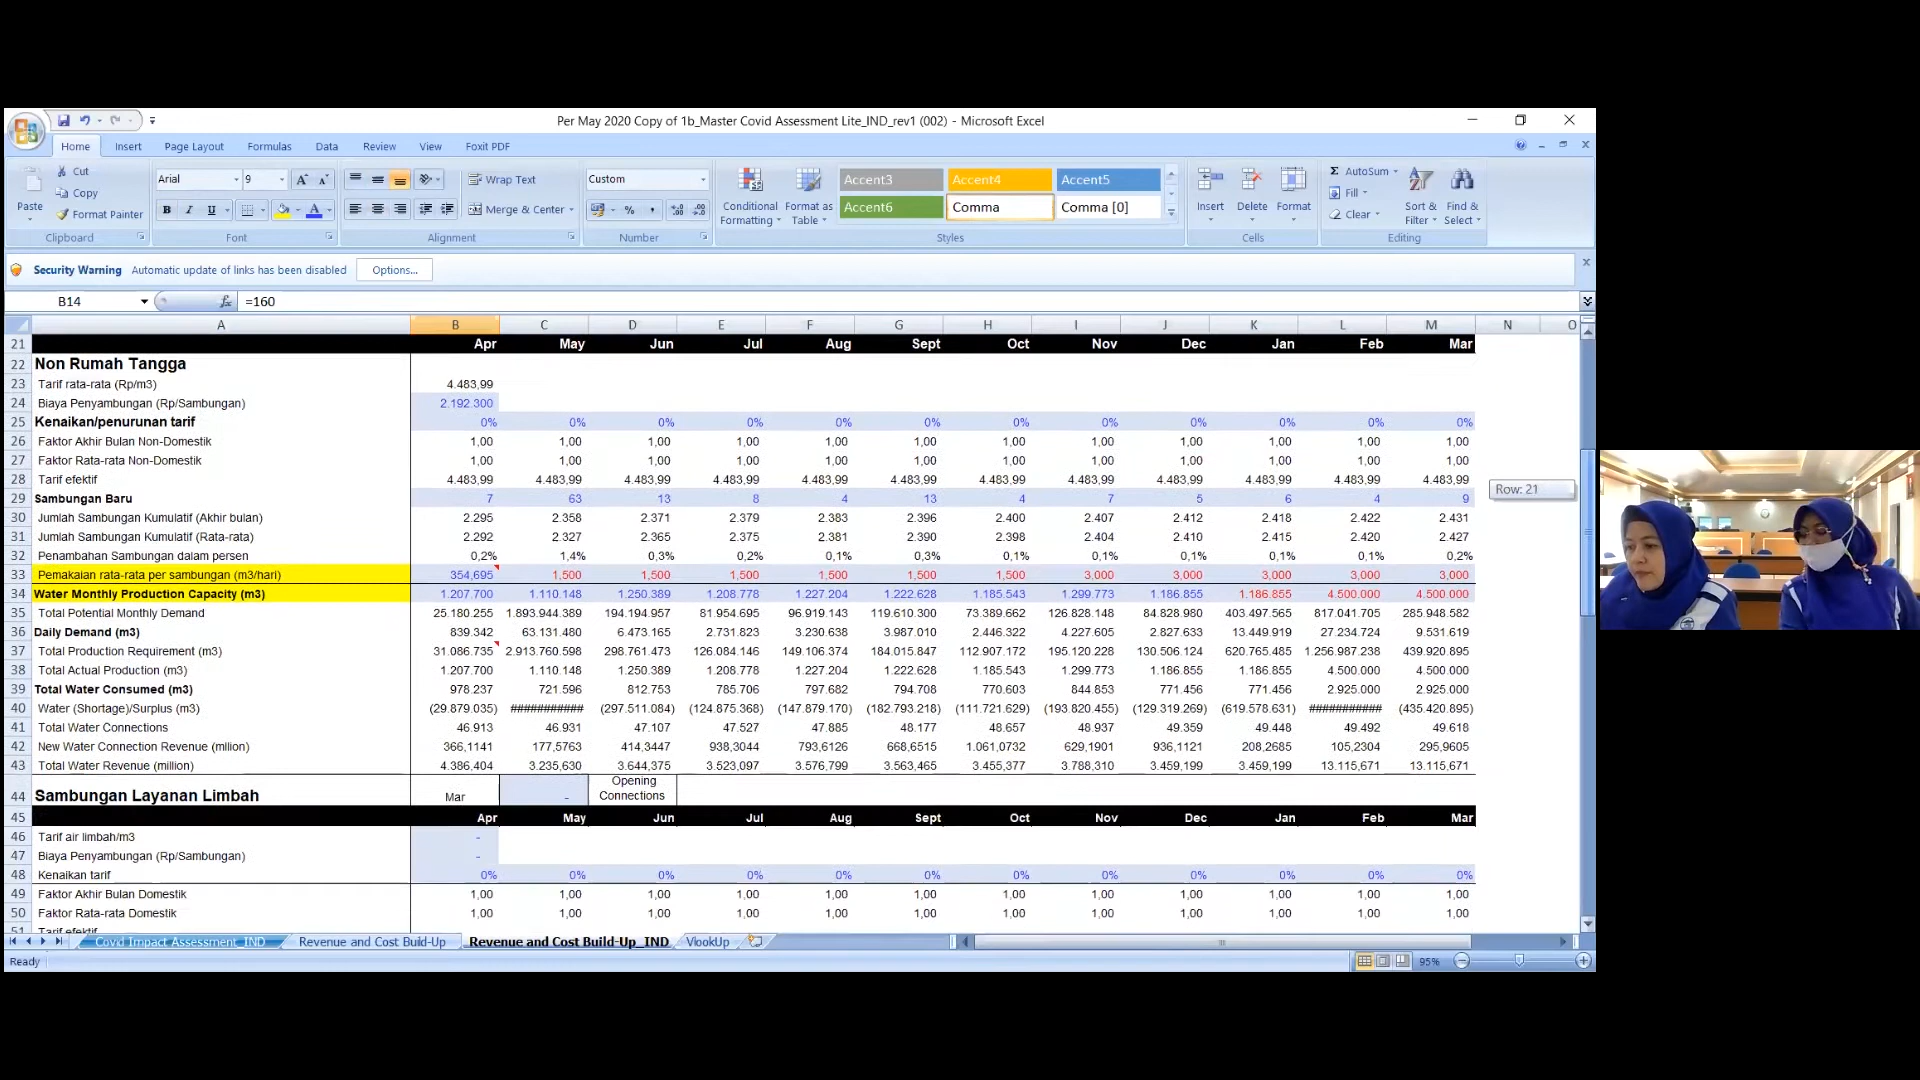 Per May 2020 Copy of 1b_Master Covid Assessment Lite_IND_rev1 (002) - Microsoft Excel
Home Insert Page Layout Formulas Data Review View Foxit PDF
Paste Cut Copy Format Painter Clipboard
Arial 9 A A B I U A Font
Wrap Text Merge & Center Alignment
Custom % , Number
Conditional Formatting Format as Table Accent3 Accent4 Accent5 Accent6 Comma Comma [0] Styles
Insert Delete Format Cells
Σ AutoSum Fill Clear Sort & Filter Find & Select Editing
Security Warning Automatic update of links has been disabled Options...
B14 fx =160
A B C D E F G H I J K L M N O
21 Apr May Jun Jul Aug Sept Oct Nov Dec Jan Feb Mar
22 Non Rumah Tangga
23 Tarif rata-rata (Rp/m3) 4.483,99
24 Biaya Penyambungan (Rp/Sambungan) 2.192.300
25 Kenaikan/penurunan tarif 0% 0% 0% 0% 0% 0% 0% 0% 0% 0% 0% 0%
26 Faktor Akhir Bulan Non-Domestik 1,00 1,00 1,00 1,00 1,00 1,00 1,00 1,00 1,00 1,00 1,00 1,00
27 Faktor Rata-rata Non-Domestik 1,00 1,00 1,00 1,00 1,00 1,00 1,00 1,00 1,00 1,00 1,00 1,00
28 Tarif efektif 4.483,99 4.483,99 4.483,99 4.483,99 4.483,99 4.483,99 4.483,99 4.483,99 4.483,99 4.483,99 4.483,99 4.483,99
29 Sambungan Baru 7 63 13 8 4 13 4 7 5 6 4 9
Row: 21
30 Jumlah Sambungan Kumulatif (Akhir bulan) 2.295 2.358 2.371 2.379 2.383 2.396 2.400 2.407 2.412 2.418 2.422 2.431
31 Jumlah Sambungan Kumulatif (Rata-rata) 2.292 2.327 2.365 2.375 2.381 2.390 2.398 2.404 2.410 2.415 2.420 2.427
32 Penambahan Sambungan dalam persen 0,2% 1,4% 0,3% 0,2% 0,1% 0,3% 0,1% 0,1% 0,1% 0,1% 0,1% 0,2%
33 Pemakaian rata-rata per sambungan (m3/hari) 354,695 1,500 1,500 1,500 1,500 1,500 1,500 3,000 3,000 3,000 3,000 3,000
34 Water Monthly Production Capacity (m3) 1.207.700 1.110.148 1.250.389 1.208.778 1.227.204 1.222.628 1.185.543 1.299.773 1.186.855 1.186.855 4.500.000 4.500.000
35 Total Potential Monthly Demand 25.180.255 1.893.944.389 194.194.957 81.954.695 96.919.143 119.610.300 73.389.662 126.828.148 84.828.980 403.497.565 817.041.705 285.948.582
36 Daily Demand (m3) 839.342 63.131.480 6.473.165 2.731.823 3.230.638 3.987.010 2.446.322 4.227.605 2.827.633 13.449.919 27.234.724 9.531.619
37 Total Production Requirement (m3) 31.086.735 2.913.760.598 298.761.473 126.084.146 149.106.374 184.015.847 112.907.172 195.120.228 130.506.124 620.765.485 1.256.987.238 439.920.895
38 Total Actual Production (m3) 1.207.700 1.110.148 1.250.389 1.208.778 1.227.204 1.222.628 1.185.543 1.299.773 1.186.855 1.186.855 4.500.000 4.500.000
39 Total Water Consumed (m3) 978.237 721.596 812.753 785.706 797.682 794.708 770.603 844.853 771.456 771.456 2.925.000 2.925.000
40 Water (Shortage)/Surplus (m3) (29.879.035) ########### (297.511.084) (124.875.368) (147.879.170) (182.793.218) (111.721.629) (193.820.455) (129.319.269) (619.578.631) ########### (435.420.895)
41 Total Water Connections 46.913 46.931 47.107 47.527 47.885 48.177 48.657 48.937 49.359 49.448 49.492 49.618
42 New Water Connection Revenue (mlion) 366,1141 177,5763 414,3447 938,3044 793,6126 668,6515 1.061,0732 629,1901 936,1121 208,2685 105,2304 295,9605
43 Total Water Revenue (million) 4.386,404 3.235,630 3.644,375 3.523,097 3.576,799 3.563,465 3.455,377 3.788,310 3.459,199 3.459,199 13.115,671 13.115,671
44 Sambungan Layanan Limbah Mar - Opening Connections
45 Apr May Jun Jul Aug Sept Oct Nov Dec Jan Feb Mar
46 Tarif air limbah/m3 -
47 Biaya Penyambungan (Rp/Sambungan) -
48 Kenaikan tarif 0% 0% 0% 0% 0% 0% 0% 0% 0% 0% 0% 0%
49 Faktor Akhir Bulan Domestik 1,00 1,00 1,00 1,00 1,00 1,00 1,00 1,00 1,00 1,00 1,00 1,00
50 Faktor Rata-rata Domestik 1,00 1,00 1,00 1,00 1,00 1,00 1,00 1,00 1,00 1,00 1,00 1,00
51 Tarif efektif
Covid Impact Assessment_IND Revenue and Cost Build-Up Revenue and Cost Build-Up_IND VlookUp
Ready 95%